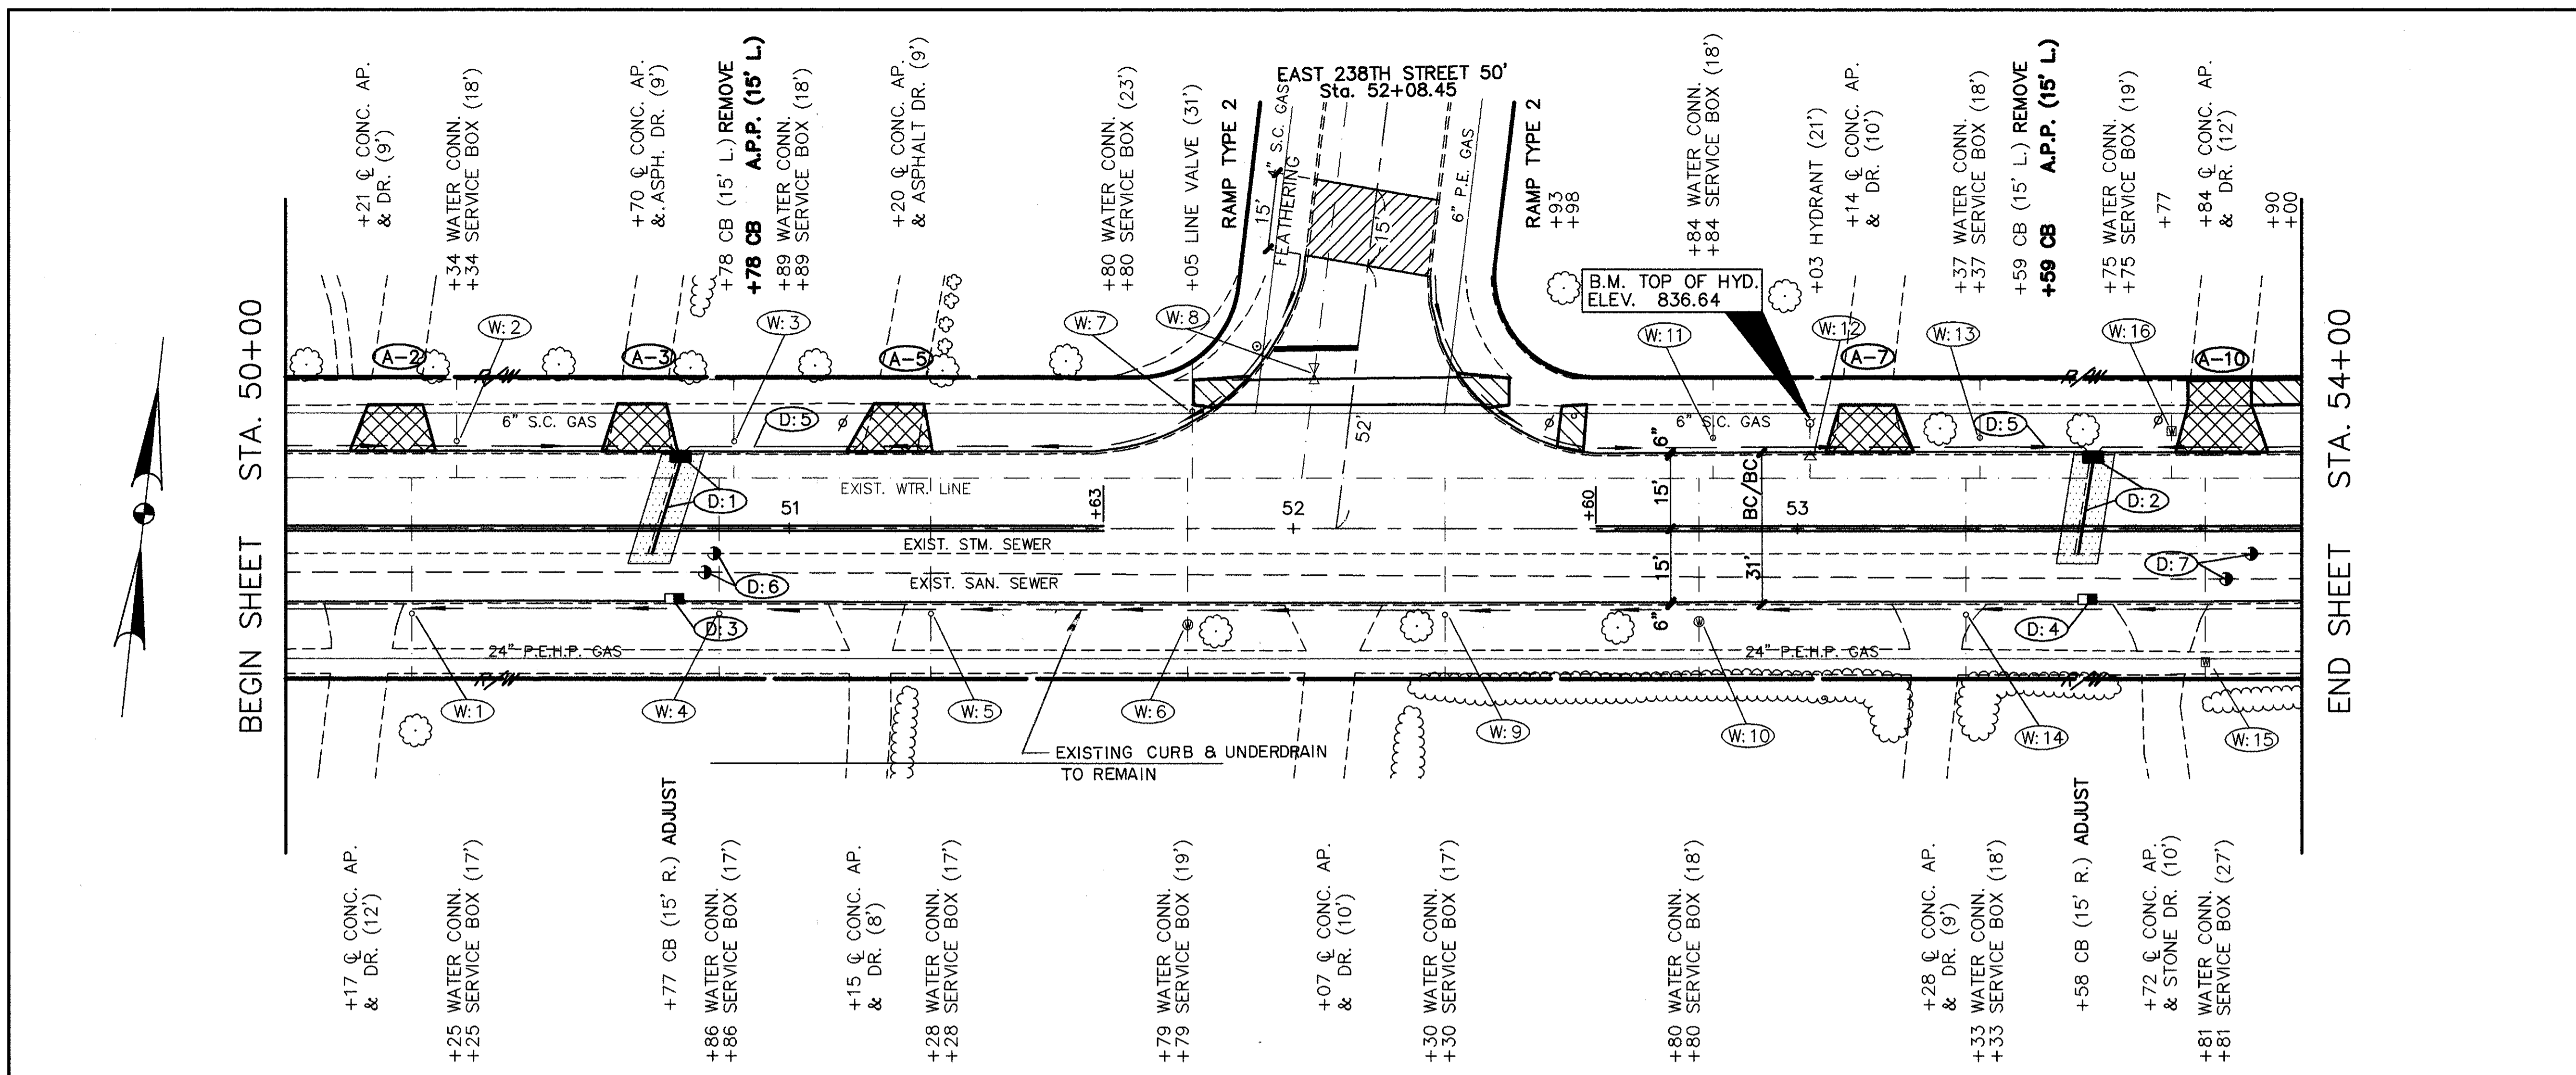 +21 ℄ CONC. AP.
& DR. (9')
+34 WATER CONN.
+34 SERVICE BOX (18')
+70 ℄ CONC. AP.
& ASPH. DR. (9')
+78 CB (15' L.) REMOVE
+78 CB A.P.P. (15' L.)
+89 WATER CONN.
+89 SERVICE BOX (18')
+20 ℄ CONC. AP.
& ASPHALT DR. (9')
+80 WATER CONN.
+80 SERVICE BOX (23')
+05 LINE VALVE (31')
RAMP TYPE 2
EAST 238TH STREET 50'
Sta. 52+08.45
4" S.C. GAS
15'
FEATHERING
15'
6" P.E. GAS
RAMP TYPE 2
+93
+98
+84 WATER CONN.
+84 SERVICE BOX (18')
+03 HYDRANT (21')
+14 ℄ CONC. AP.
& DR. (10')
+37 WATER CONN.
+37 SERVICE BOX (18')
+59 CB (15' L.) REMOVE
+59 CB A.P.P. (15' L.)
+75 WATER CONN.
+75 SERVICE BOX (19')
+77
+84 ℄ CONC. AP.
& DR. (12')
+90
+00
B.M. TOP OF HYD.
ELEV. 836.64
BEGIN SHEET STA. 50+00
END SHEET STA. 54+00
A-2
W:2
A-3
W:3
A-5
W:7
W:8
W:11
W:12
A-7
W:13
W:16
A-10
R/W
R/W
6" S.C. GAS
D:5
52'
6" S.C. GAS
6"
D:5
EXIST. WTR. LINE
D:1
51
+63
52
+60
15'
BC/BC
53
D:2
EXIST. STM. SEWER
EXIST. SAN. SEWER
D:6
15'
31'
D:7
D:3
6"
D:4
24" P.E.H.P. GAS
24" P.E.H.P. GAS
R/W
R/W
W:1
W:4
W:5
W:6
W:9
W:10
W:14
W:15
EXISTING CURB & UNDERDRAIN
TO REMAIN
+17 ℄ CONC. AP.
& DR. (12')
+25 WATER CONN.
+25 SERVICE BOX (17')
+77 CB (15' R.) ADJUST
+86 WATER CONN.
+86 SERVICE BOX (17')
+15 ℄ CONC. AP.
& DR. (8')
+28 WATER CONN.
+28 SERVICE BOX (17')
+79 WATER CONN.
+79 SERVICE BOX (19')
+07 ℄ CONC. AP.
& DR. (10')
+30 WATER CONN.
+30 SERVICE BOX (17')
+80 WATER CONN.
+80 SERVICE BOX (18')
+28 ℄ CONC. AP.
& DR. (9')
+33 WATER CONN.
+33 SERVICE BOX (18')
+58 CB (15' R.) ADJUST
+72 ℄ CONC. AP.
& STONE DR. (10')
+81 WATER CONN.
+81 SERVICE BOX (27')